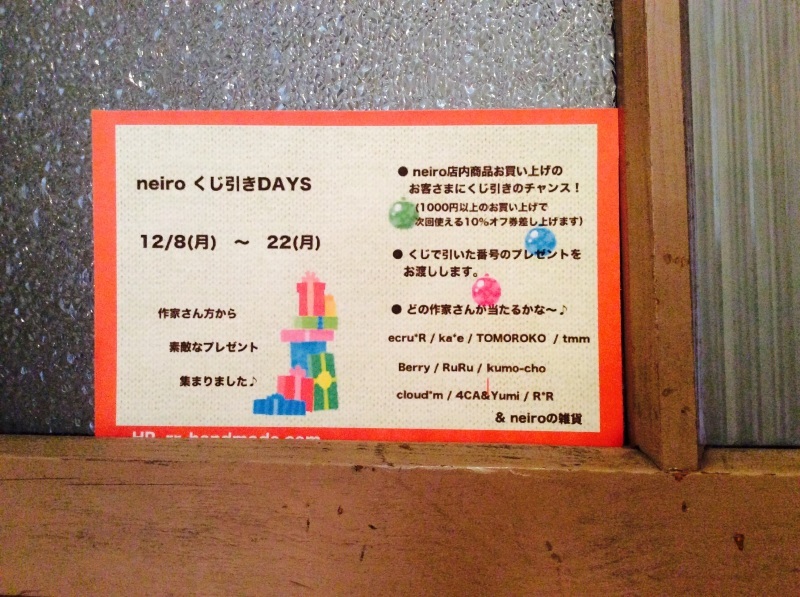 neiro くじ引きDAYS
12/8(月) ～ 22(月)
作家さん方から
素敵なプレゼント
集まりました♪
● neiro店内商品お買い上げの
お客さまにくじ引きのチャンス！
(1000円以上のお買い上げで
次回使える10%オフ券差し上げます)
● くじで引いた番号のプレゼントを
お渡しします。
● どの作家さんが当たるかな〜♪
ecru*R / ka*e / TOMOROKO / tmm
Berry / RuRu / kumo-cho
cloud*m / 4CA&Yumi / R*R
& neiroの雑貨